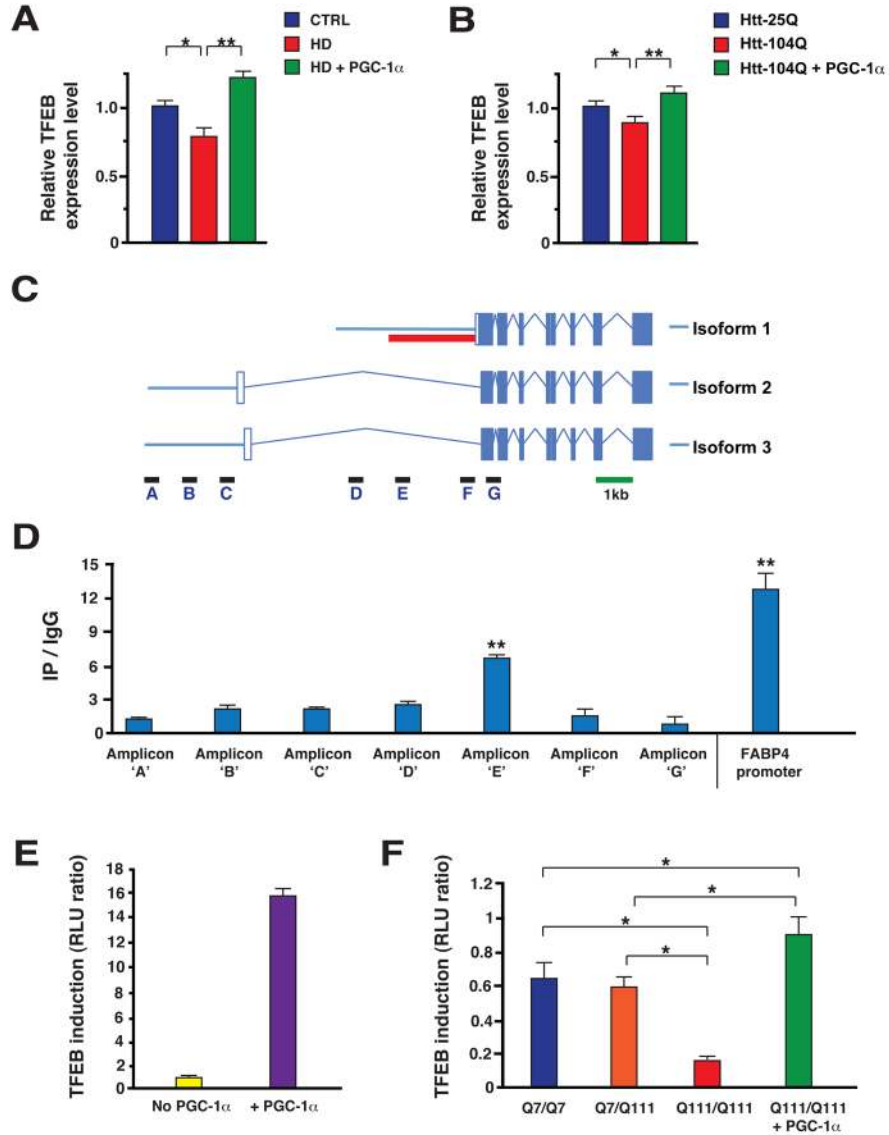 A
CTRL
HD
HD + PGC-1α
* **
Relative TFEB
expression level
1.0
0.5
0
B
Htt-25Q
Htt-104Q
Htt-104Q + PGC-1α
* **
Relative TFEB
expression level
1.0
0.5
0
C
Isoform 1
Isoform 2
Isoform 3
A B C D E F G 1kb
D
IP / IgG
15
12
9
6
3
0
**
**
Amplicon 'A'
Amplicon 'B'
Amplicon 'C'
Amplicon 'D'
Amplicon 'E'
Amplicon 'F'
Amplicon 'G'
FABP4 promoter
E
TFEB induction (RLU ratio)
18
16
14
12
10
8
6
4
2
0
No PGC-1α + PGC-1α
F
TFEB induction (RLU ratio)
1.2
1
0.8
0.6
0.4
0.2
0
*
*
*
*
Q7/Q7 Q7/Q111 Q111/Q111 Q111/Q111
+ PGC-1α